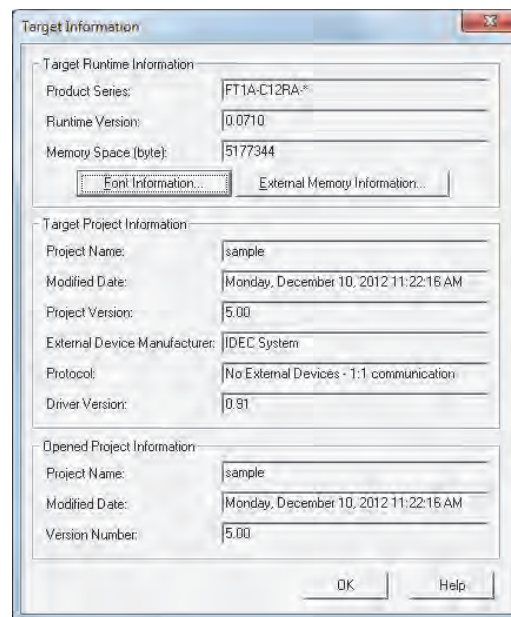 Target Information
Target Runtime Information
Product Series: FT1A-C12RA-*
Runtime Version: 0.0710
Memory Space (byte): 5177344
Font Information... External Memory Information...
Target Project Information
Project Name: sample
Modified Date: Monday, December 10, 2012 11:22:16 AM
Project Version: 5.00
External Device Manufacturer: IDEC System
Protocol: No External Devices - 1:1 communication
Driver Version: 0.91
Opened Project Information
Project Name: sample
Modified Date: Monday, December 10, 2012 11:22:16 AM
Version Number: 5.00
OK Help